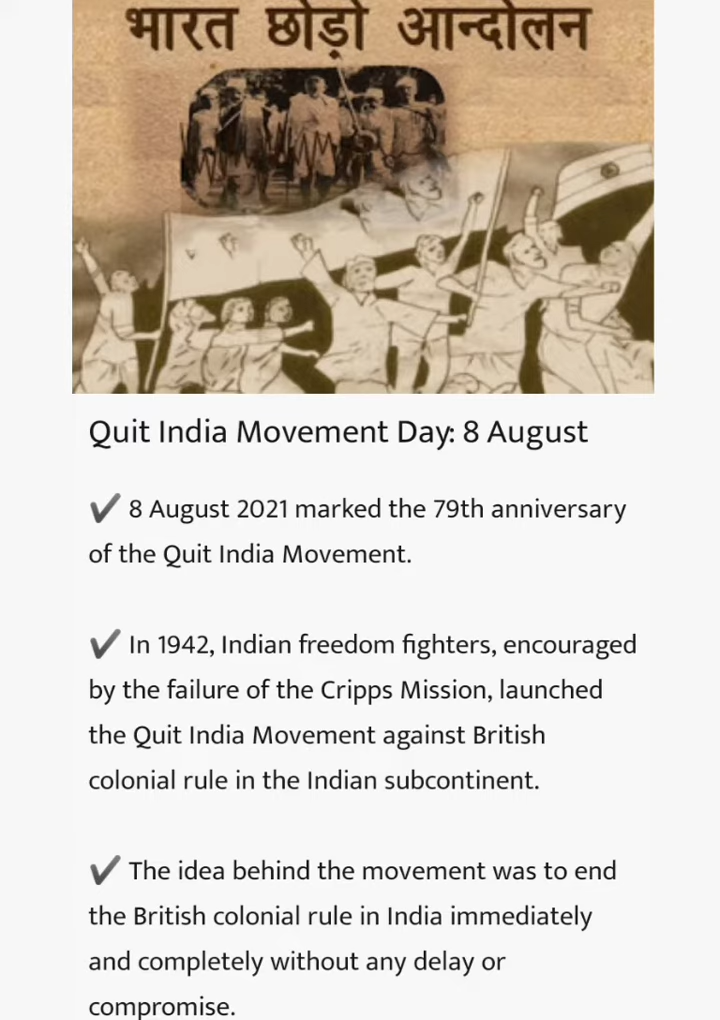 भारत छोड़ो आन्दोलन
Quit India Movement Day: 8 August
✔ 8 August 2021 marked the 79th anniversary
of the Quit India Movement.
✔ In 1942, Indian freedom fighters, encouraged
by the failure of the Cripps Mission, launched
the Quit India Movement against British
colonial rule in the Indian subcontinent.
✔ The idea behind the movement was to end
the British colonial rule in India immediately
and completely without any delay or
compromise.